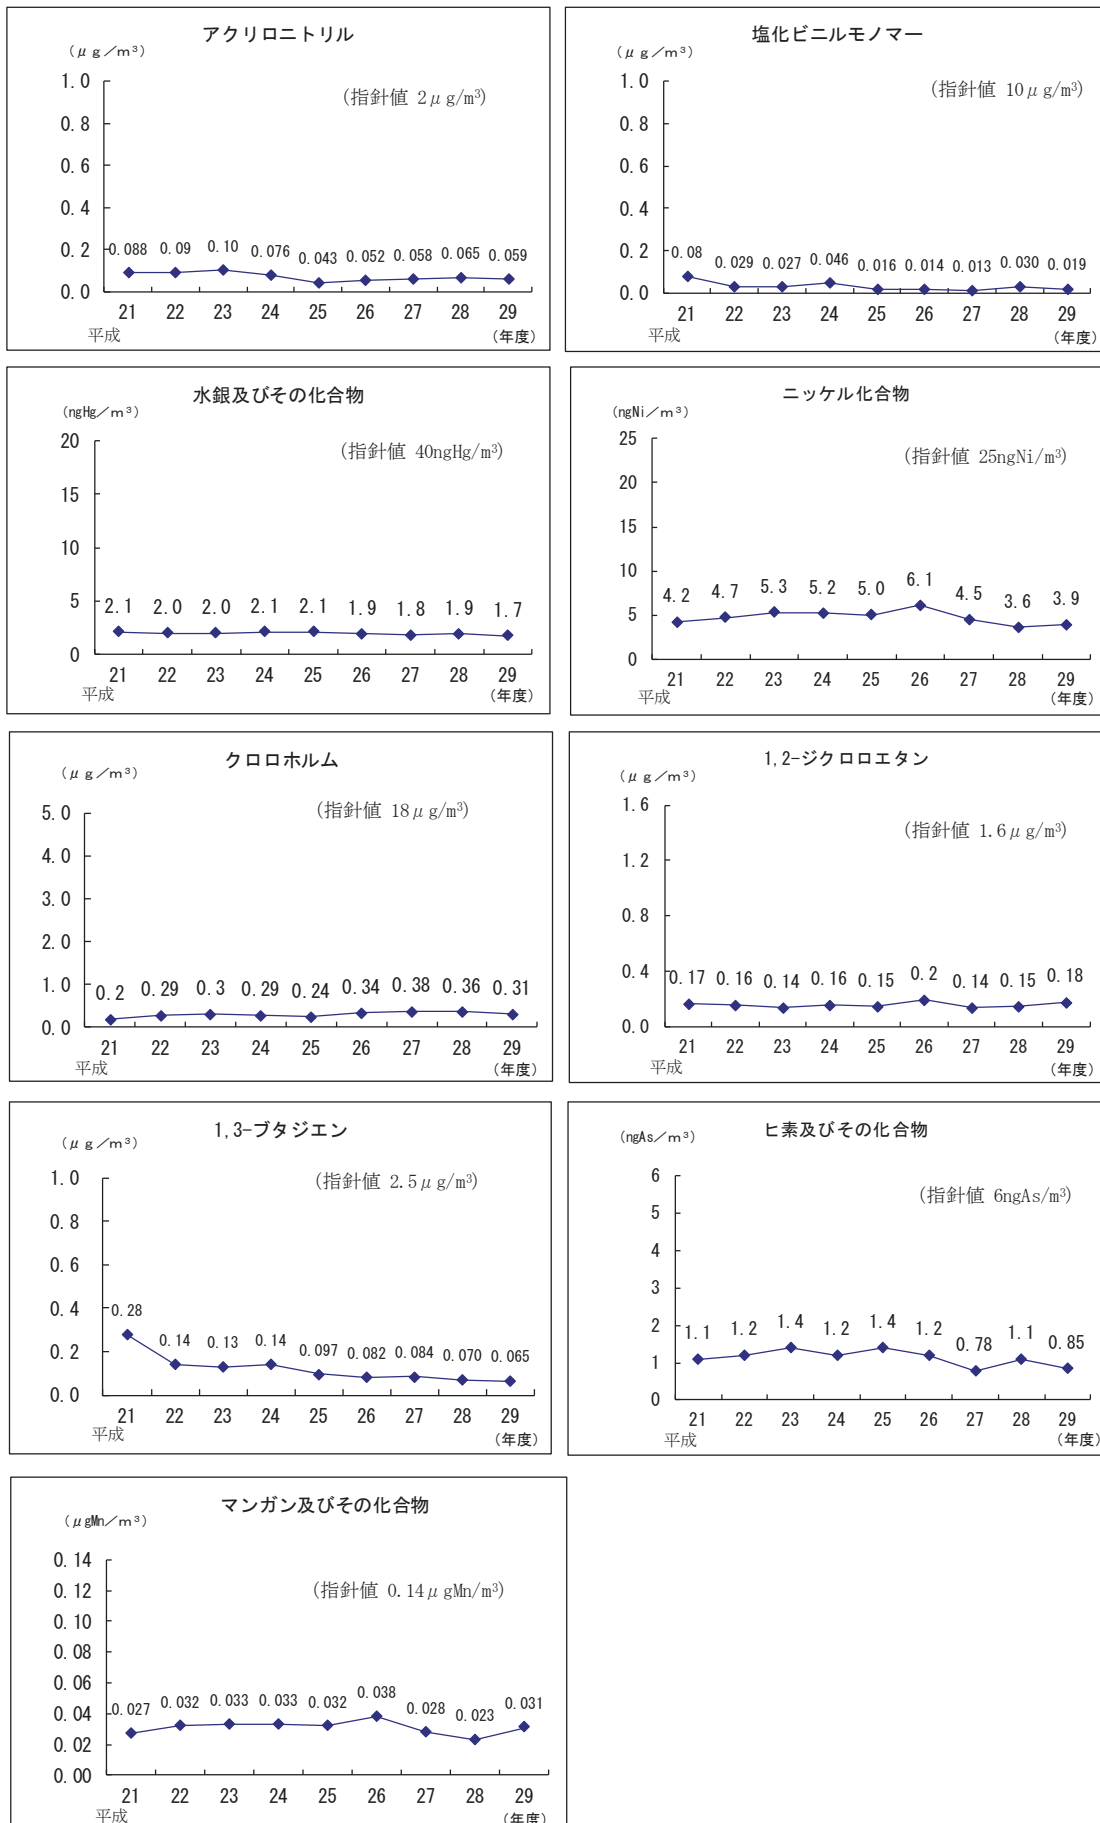 アクリロニトリル
(μg/m³)
(指針値 2μg/m³)
1.0
0.8
0.6
0.4
0.2
0.0
0.088 0.09 0.10 0.076 0.043 0.052 0.058 0.065 0.059
21 22 23 24 25 26 27 28 29
平成 (年度)
塩化ビニルモノマー
(μg/m³)
(指針値 10μg/m³)
1.0
0.8
0.6
0.4
0.2
0.0
0.08 0.029 0.027 0.046 0.016 0.014 0.013 0.030 0.019
21 22 23 24 25 26 27 28 29
平成 (年度)
水銀及びその化合物
(ngHg/m³)
(指針値 40ngHg/m³)
20
15
10
5
0
2.1 2.0 2.0 2.1 2.1 1.9 1.8 1.9 1.7
21 22 23 24 25 26 27 28 29
平成 (年度)
ニッケル化合物
(ngNi/m³)
(指針値 25ngNi/m³)
25
20
15
10
5
0
4.2 4.7 5.3 5.2 5.0 6.1 4.5 3.6 3.9
21 22 23 24 25 26 27 28 29
平成 (年度)
クロロホルム
(μg/m³)
(指針値 18μg/m³)
5.0
4.0
3.0
2.0
1.0
0.0
0.2 0.29 0.3 0.29 0.24 0.34 0.38 0.36 0.31
21 22 23 24 25 26 27 28 29
平成 (年度)
1,2-ジクロロエタン
(μg/m³)
(指針値 1.6μg/m³)
1.6
1.2
0.8
0.4
0.0
0.17 0.16 0.14 0.16 0.15 0.2 0.14 0.15 0.18
21 22 23 24 25 26 27 28 29
平成 (年度)
1,3-ブタジエン
(μg/m³)
(指針値 2.5μg/m³)
1.0
0.8
0.6
0.4
0.2
0.0
0.28 0.14 0.13 0.14 0.097 0.082 0.084 0.070 0.065
21 22 23 24 25 26 27 28 29
平成 (年度)
ヒ素及びその化合物
(ngAs/m³)
(指針値 6ngAs/m³)
6
5
4
3
2
1
0
1.1 1.2 1.4 1.2 1.4 1.2 0.78 1.1 0.85
21 22 23 24 25 26 27 28 29
平成 (年度)
マンガン及びその化合物
(μgMn/m³)
(指針値 0.14μgMn/m³)
0.14
0.12
0.10
0.08
0.06
0.04
0.02
0.00
0.027 0.032 0.033 0.033 0.032 0.038 0.028 0.023 0.031
21 22 23 24 25 26 27 28 29
平成 (年度)